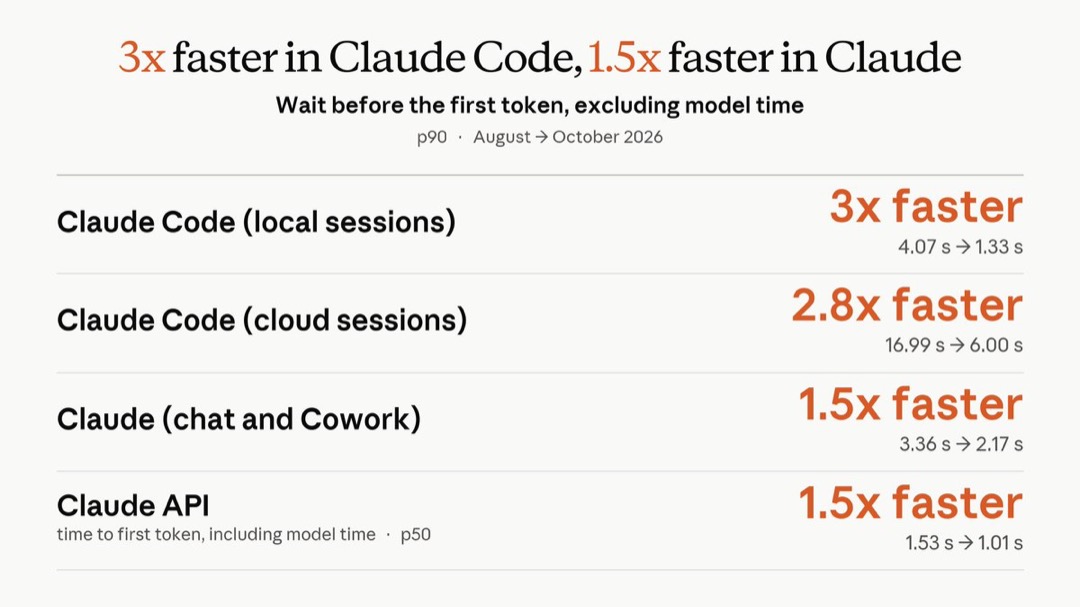 3x faster in Claude Code, 1.5x faster in Claude
Wait before the first token, excluding model time
p90 · August → October 2026
Claude Code (local sessions)
3x faster
4.07 s → 1.33 s
Claude Code (cloud sessions)
2.8x faster
16.99 s → 6.00 s
Claude (chat and Cowork)
1.5x faster
3.36 s → 2.17 s
Claude API
time to first token, including model time · p50
1.5x faster
1.53 s → 1.01 s